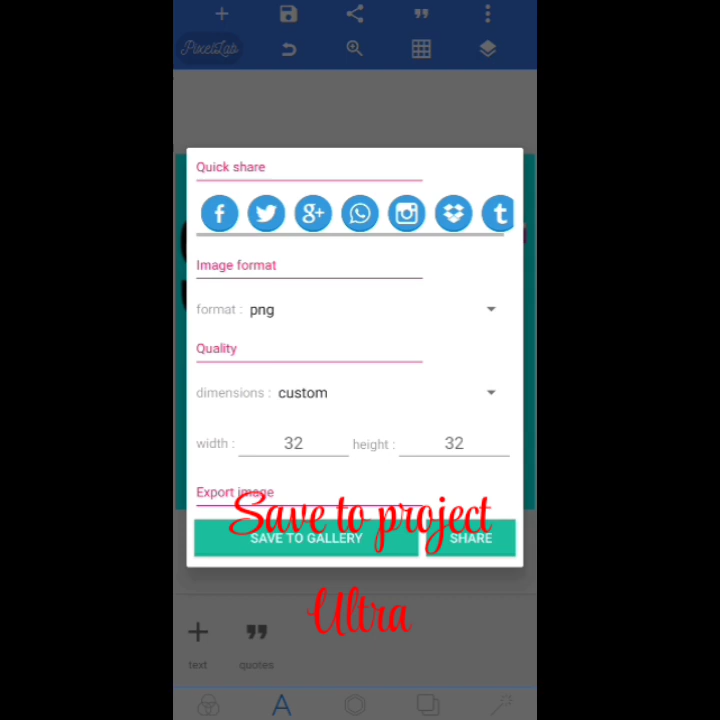 PixelLab
Quick share
Image format
format : png
Quality
dimensions : custom
width : 32 height : 32
Export image
Save to project
SAVE TO GALLERY SHARE
Ultra
text quotes